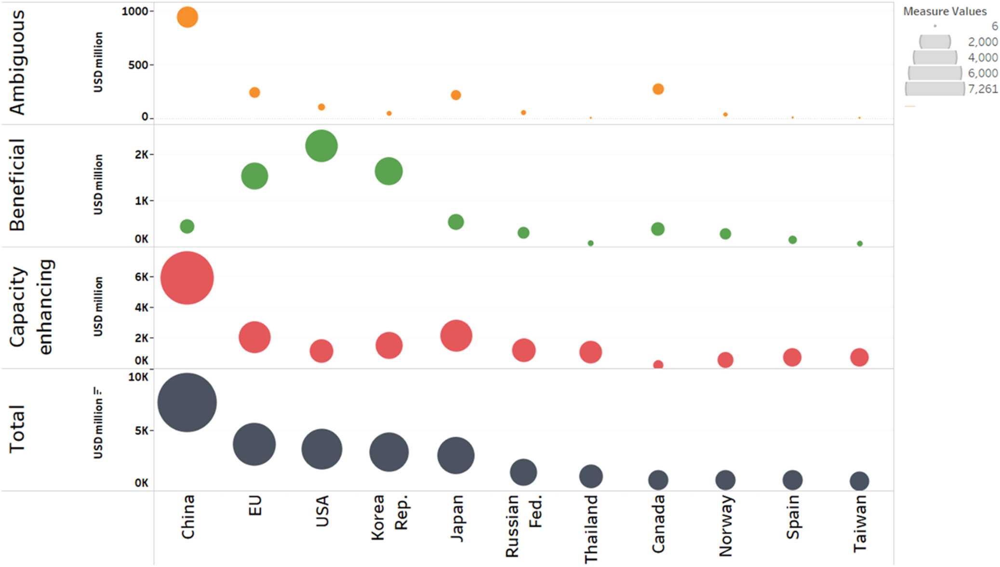 Ambiguous
USD million
1000
500
0
Beneficial
USD million
2K
1K
0K
Capacity
enhancing
USD million
6K
4K
2K
0K
Total
USD million
10K
5K
0K
China
EU
USA
Korea
Rep.
Japan
Russian
Fed.
Thailand
Canada
Norway
Spain
Taiwan
Measure Values
6
2,000
4,000
6,000
7,261